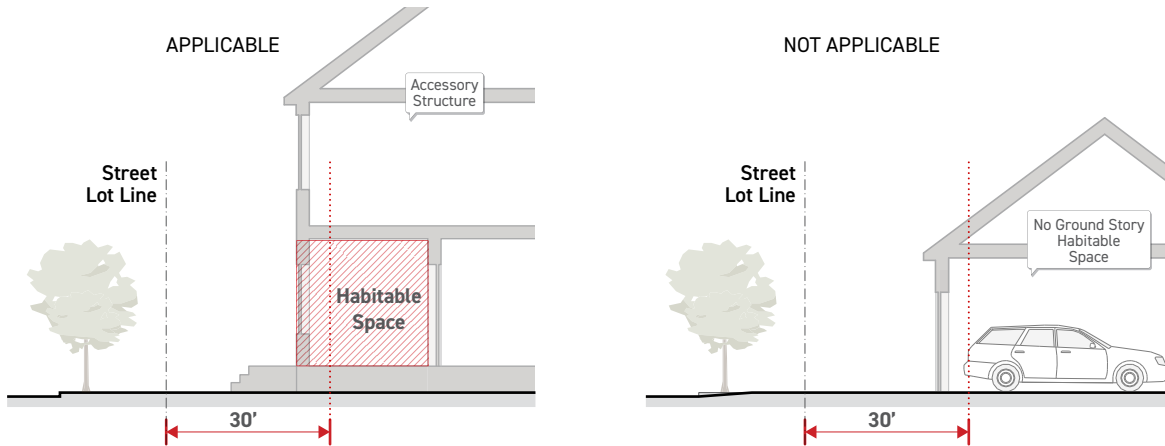 APPLICABLE
Accessory
Structure
Street
Lot Line
Habitable
Space
30’
NOT APPLICABLE
Street
Lot Line
No Ground Story
Habitable
Space
30’